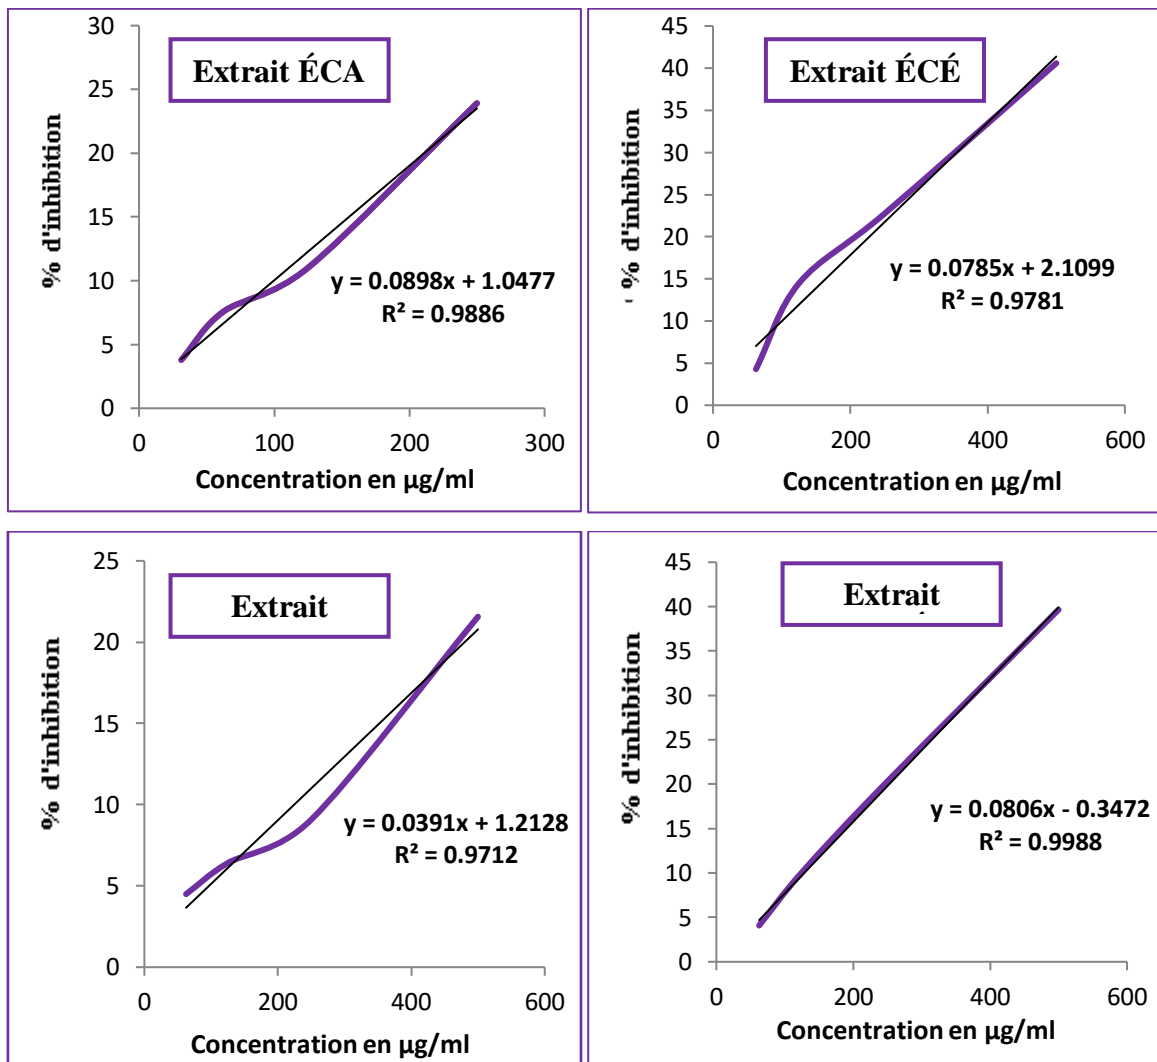 Extrait ÉCA
% d'inhibition
30
25
20
15
10
5
0
y = 0.0898x + 1.0477
R² = 0.9886
0 100 200 300
Concentration en µg/ml
Extrait ÉCÉ
% d'inhibition
45
40
35
30
25
20
15
10
5
0
y = 0.0785x + 2.1099
R² = 0.9781
0 200 400 600
Concentration en µg/ml
Extrait
% d'inhibition
25
20
15
10
5
0
y = 0.0391x + 1.2128
R² = 0.9712
0 200 400 600
Concentration en µg/ml
Extrait
% d'inhibition
45
40
35
30
25
20
15
10
5
0
y = 0.0806x - 0.3472
R² = 0.9988
0 200 400 600
Concentration en µg/ml